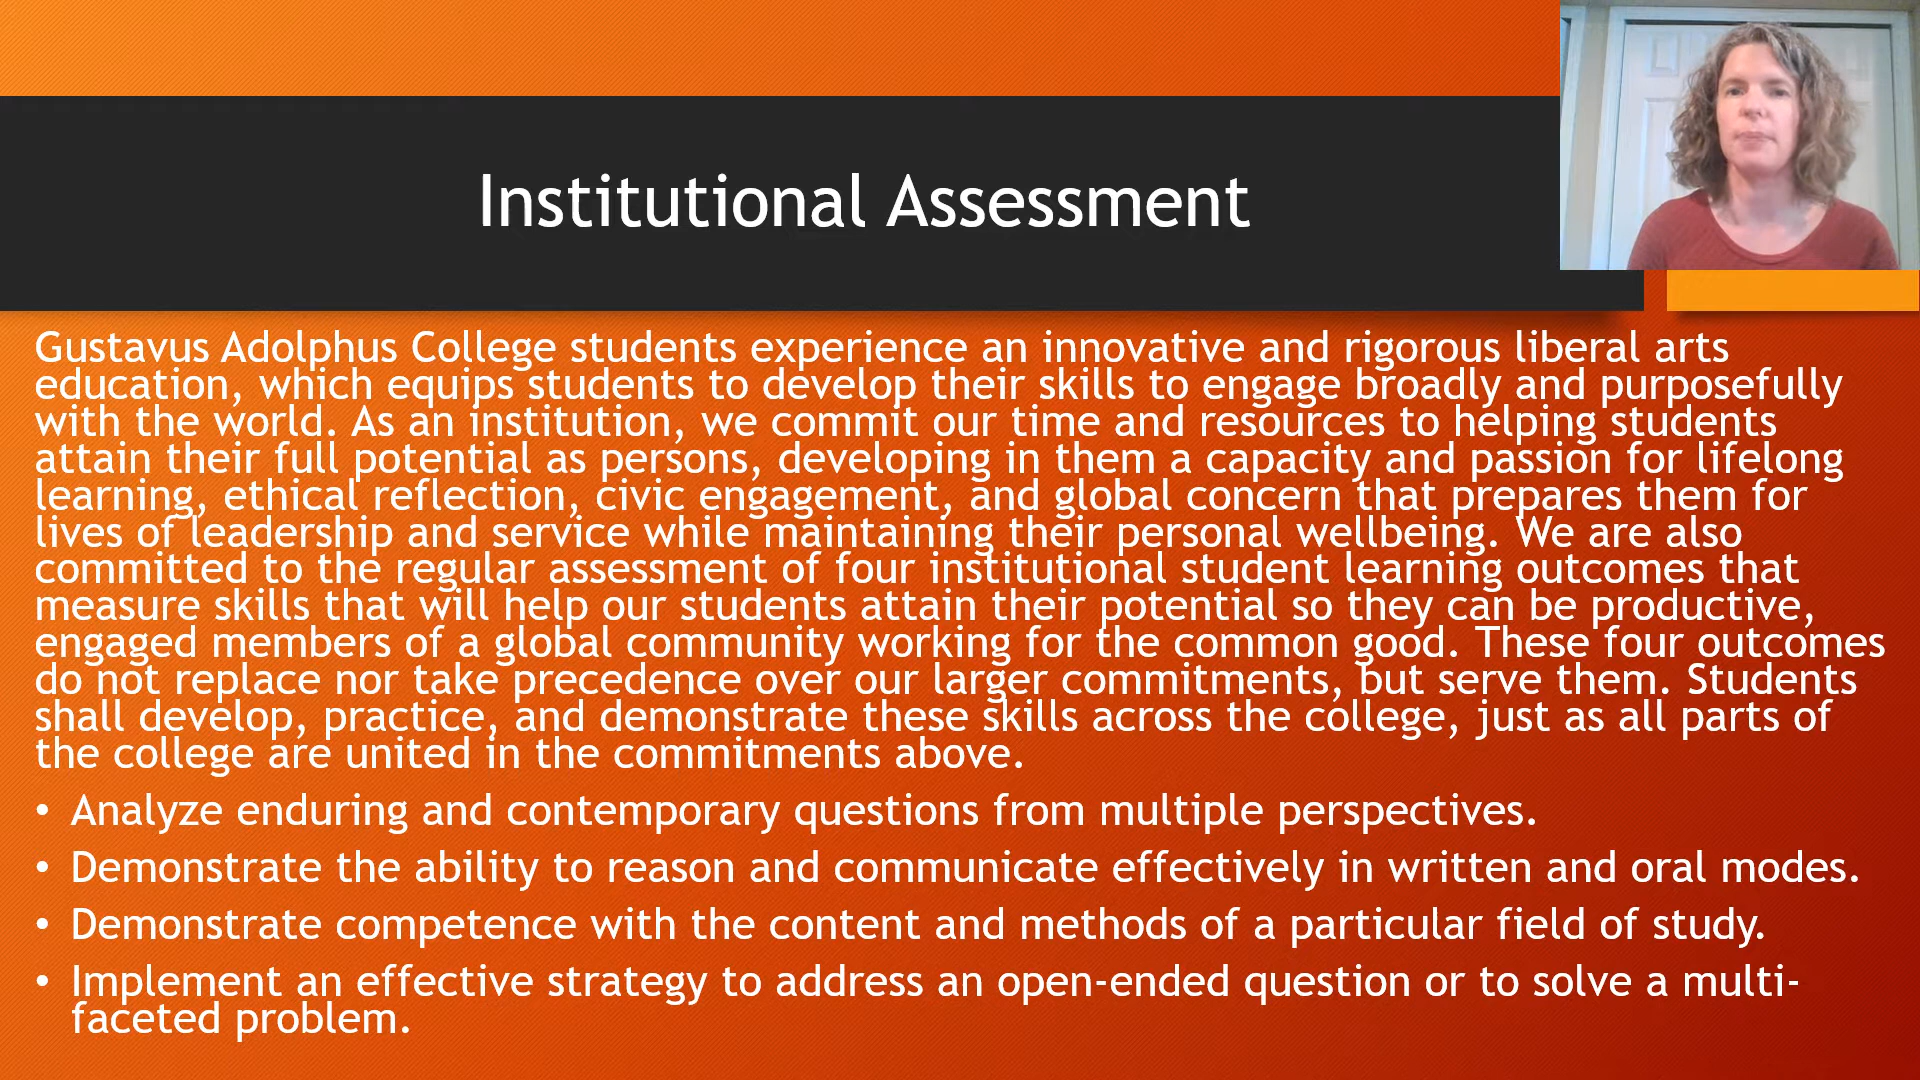 Institutional Assessment
Gustavus Adolphus College students experience an innovative and rigorous liberal arts
education, which equips students to develop their skills to engage broadly and purposefully
with the world. As an institution, we commit our time and resources to helping students
attain their full potential as persons, developing in them a capacity and passion for lifelong
learning, ethical reflection, civic engagement, and global concern that prepares them for
lives of leadership and service while maintaining their personal wellbeing. We are also
committed to the regular assessment of four institutional student learning outcomes that
measure skills that will help our students attain their potential so they can be productive,
engaged members of a global community working for the common good. These four outcomes
do not replace nor take precedence over our larger commitments, but serve them. Students
shall develop, practice, and demonstrate these skills across the college, just as all parts of
the college are united in the commitments above.
• Analyze enduring and contemporary questions from multiple perspectives.
• Demonstrate the ability to reason and communicate effectively in written and oral modes.
• Demonstrate competence with the content and methods of a particular field of study.
• Implement an effective strategy to address an open-ended question or to solve a multi-
faceted problem.